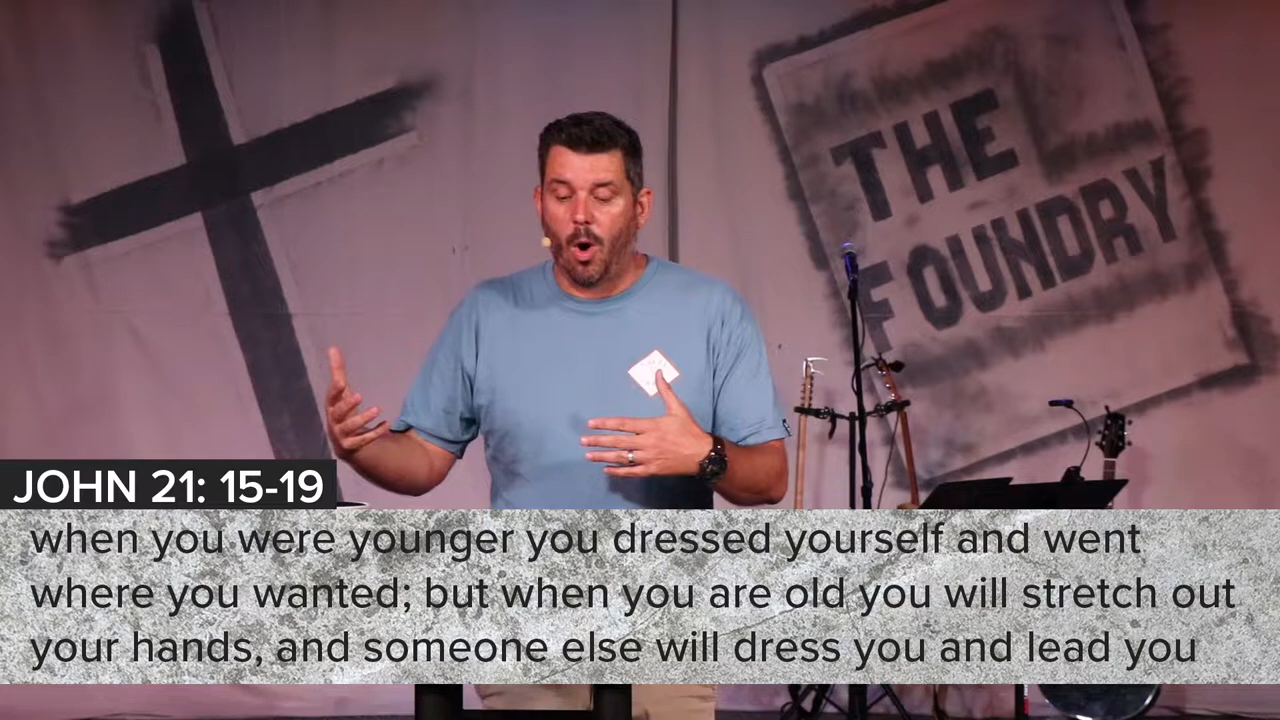 THE
FOUNDRY
JOHN 21: 15-19
when you were younger you dressed yourself and went
where you wanted; but when you are old you will stretch out
your hands, and someone else will dress you and lead you